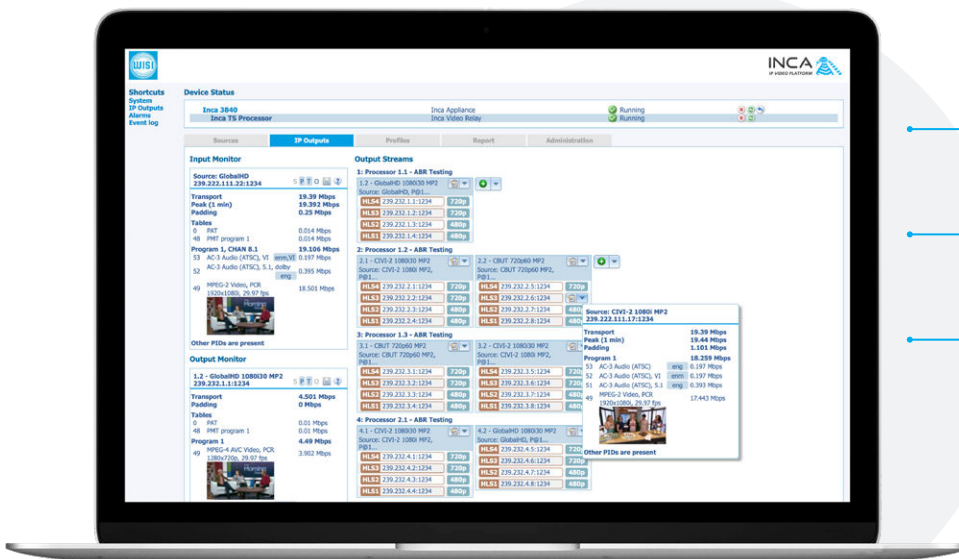 WISI
INCA
IP VIDEO PLATFORM
Shortcuts
System
IP Outputs
Alarms
Event log
Device Status
Inca 3840 Inca Appliance Running
Inca TS Processor Inca Video Relay Running
Sources IP Outputs Profiles Report Administration
Input Monitor
Source: GlobalHD
239.222.111.22:1234 S P T O
Transport 19.39 Mbps
Peak (1 min) 19.392 Mbps
Padding 0.25 Mbps
Tables
0 PAT 0.014 Mbps
48 PMT program 1 0.014 Mbps
Program 1, CHAN 8.1 19.106 Mbps
53 AC-3 Audio (ATSC), VI enm,VI 0.197 Mbps
52 AC-3 Audio (ATSC), 5.1, dolby eng 0.395 Mbps
49 MPEG-2 Video, PCR
1920x1080i, 29.97 fps 18.501 Mbps
Other PIDs are present
Output Monitor
1.2 - GlobalHD 1080i30 MP2
239.232.1.1:1234 S P T O
Transport 4.501 Mbps
Padding 0 Mbps
Tables
0 PAT 0.01 Mbps
48 PMT program 1 0.01 Mbps
Program 1 4.49 Mbps
49 MPEG-4 AVC Video, PCR
1280x720p, 29.97 fps 3.902 Mbps
Output Streams
1: Processor 1.1 - ABR Testing
1.2 - GlobalHD 1080i30 MP2
Source: GlobalHD, P@1...
HLS4 239.232.1.1:1234 720p
HLS3 239.232.1.2:1234 720p
HLS2 239.232.1.3:1234 480p
HLS1 239.232.1.4:1234 480p
2: Processor 1.2 - ABR Testing
2.1 - CIVI-2 1080i30 MP2
Source: CIVI-2 1080i MP2,
P@1...
HLS4 239.232.2.1:1234 720p
HLS3 239.232.2.2:1234 720p
HLS2 239.232.2.3:1234 480p
HLS1 239.232.2.4:1234 480p
2.2 - CBUT 720p60 MP2
Source: CBUT 720p60 MP2,
P@1...
HLS4 239.232.2.5:1234 720p
HLS3 239.232.2.6:1234
HLS2 239.232.2.7:1234 480
HLS1 239.232.2.8:1234 480
3: Processor 1.3 - ABR Testing
3.1 - CBUT 720p60 MP2
Source: CBUT 720p60 MP2,
P@1...
HLS4 239.232.3.1:1234 720p
HLS3 239.232.3.2:1234 720p
HLS2 239.232.3.3:1234 480p
HLS1 239.232.3.4:1234 480p
3.2 - CIVI-2 1080i30 MP2
Source: CIVI-2 1080i MP2,
P@1...
HLS4 239.232.3.5:1234 720
HLS3 239.232.3.6:1234 720
HLS2 239.232.3.7:1234 480
HLS1 239.232.3.8:1234 480
4: Processor 2.1 - ABR Testing
4.1 - CIVI-2 1080i30 MP2
Source: CIVI-2 1080i MP2,
P@1...
HLS4 239.232.4.1:1234 720p
HLS3 239.232.4.2:1234 720p
HLS2 239.232.4.3:1234 480p
HLS1 239.232.4.4:1234 480p
4.2 - GlobalHD 1080i30 MP2
Source: GlobalHD, P@1...
HLS4 239.232.4.5:1234 720
HLS3 239.232.4.6:1234 720p
HLS2 239.232.4.7:1234 480p
HLS1 239.232.4.8:1234 480p
Source: CIVI-2 1080i MP2
239.222.111.17:1234
Transport 19.39 Mbps
Peak (1 min) 19.44 Mbps
Padding 1.101 Mbps
Program 1 18.259 Mbps
53 AC-3 Audio (ATSC) eng 0.197 Mbps
52 AC-3 Audio (ATSC), VI enm 0.197 Mbps
51 AC-3 Audio (ATSC), 5.1 eng 0.393 Mbps
49 MPEG-2 Video, PCR
1920x1080i, 29.97 fps 17.443 Mbps
Other PIDs are present